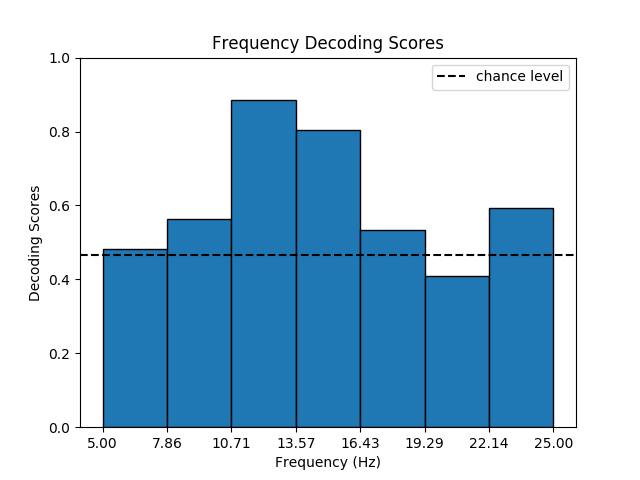 Frequency Decoding Scores
chance level
1.0
0.8
0.6
0.4
0.2
0.0
Decoding Scores
5.00 7.86 10.71 13.57 16.43 19.29 22.14 25.00
Frequency (Hz)